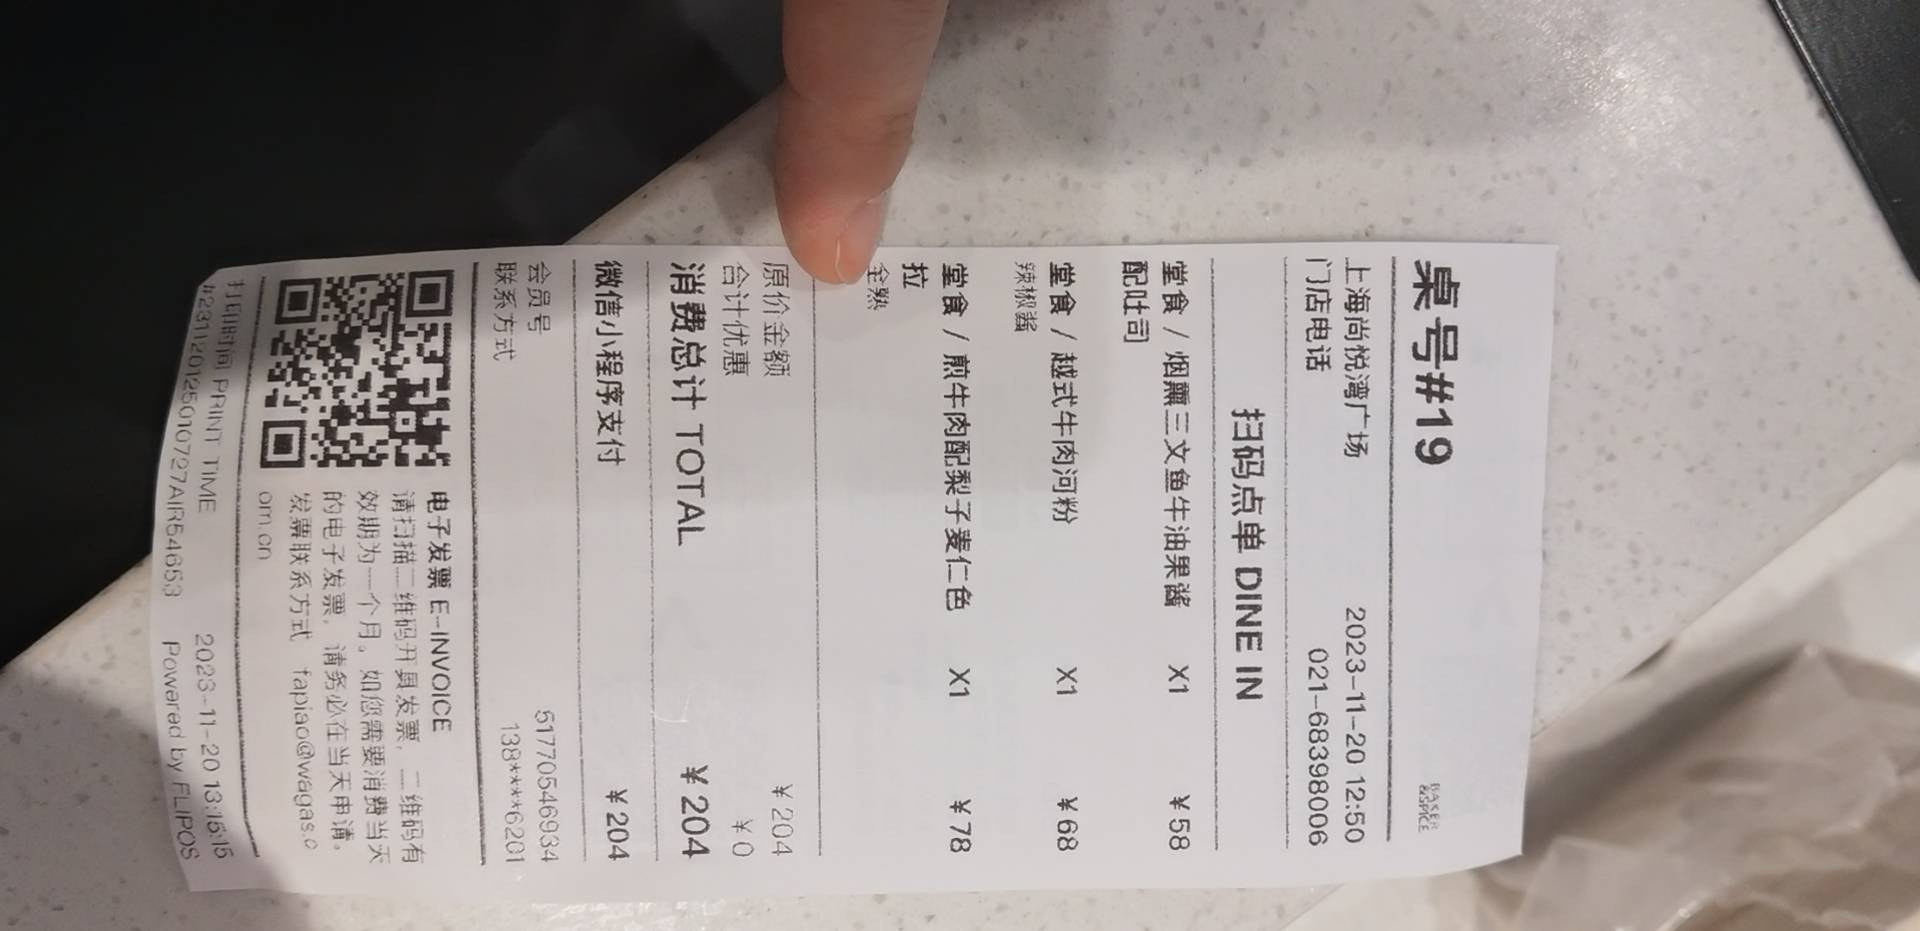 桌号#19
BAKER
&SPICE
上海尚悦湾广场 2023-11-20 12:50
门店电话 021-68398006
扫码点单 DINE IN
堂食 / 烟熏三文鱼牛油果酱 X1 ¥58
配吐司
堂食 / 越式牛肉河粉 X1 ¥68
辣椒酱
堂食 / 煎牛肉配梨子麦仁色 X1 ¥78
拉
全熟
原价金额 ¥204
合计优惠 ¥0
消费总计 TOTAL ¥204
微信小程序支付 ¥204
会员号 51770546934
联系方式 138****6201
电子发票 E-INVOICE
请扫描二维码开具发票，二维码有
效期为一个月。如您需要消费当天
的电子发票，请务必在当天申请。
发票联系方式 fapiao@wagas.c
om.cn
打印时间 PRINT TIME 2023-11-20 13:15:15
#231120125010727AIR54653 Powered by FLIPOS